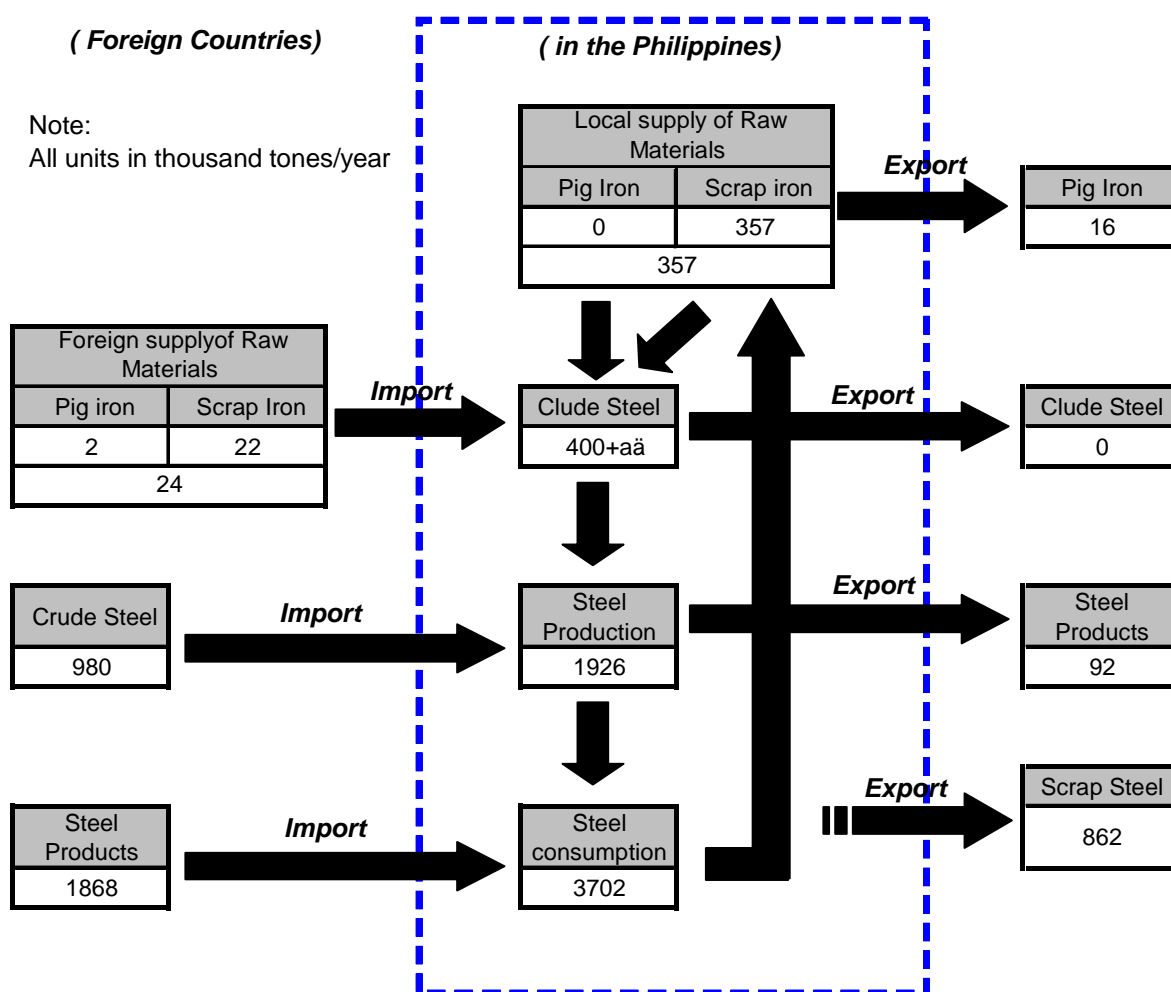 ( Foreign Countries)
( in the Philippines)
Note:
All units in thousand tones/year
Local supply of Raw
Materials
Pig Iron
Scrap iron
0
357
357
Export
Pig Iron
16
Foreign supplyof Raw
Materials
Pig iron
Scrap Iron
2
22
24
Import
Clude Steel
400+aä
Export
Clude Steel
0
Crude Steel
980
Import
Steel
Production
1926
Export
Steel
Products
92
Steel
Products
1868
Import
Steel
consumption
3702
Export
Scrap Steel
862